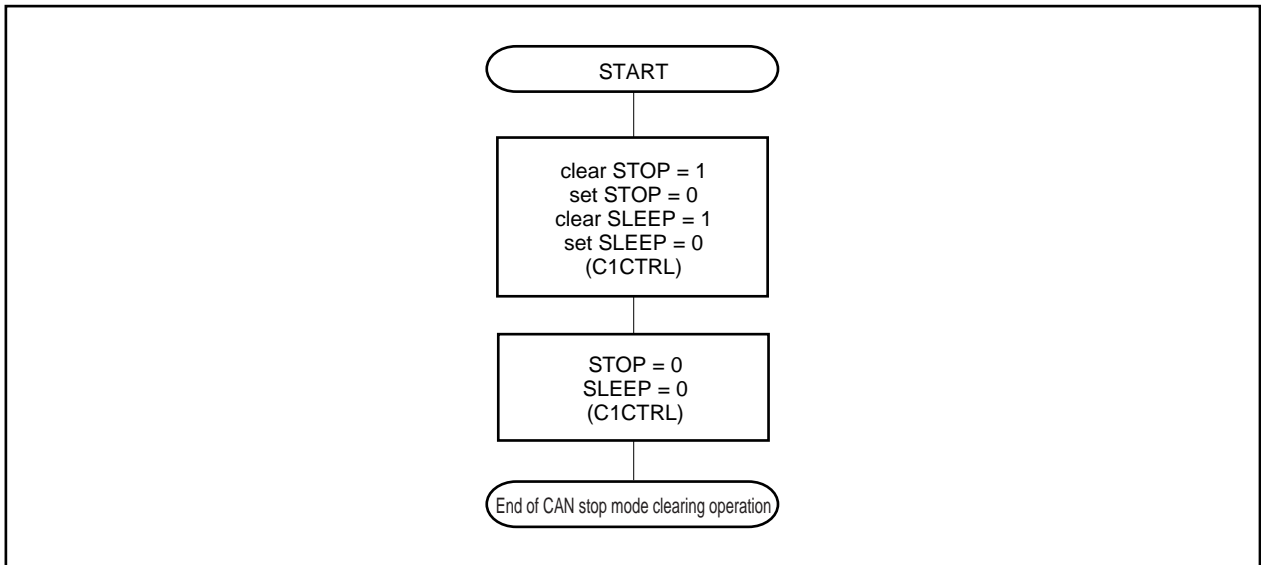 START
clear STOP = 1
set STOP = 0
clear SLEEP = 1
set SLEEP = 0
(C1CTRL)
STOP = 0
SLEEP = 0
(C1CTRL)
End of CAN stop mode clearing operation